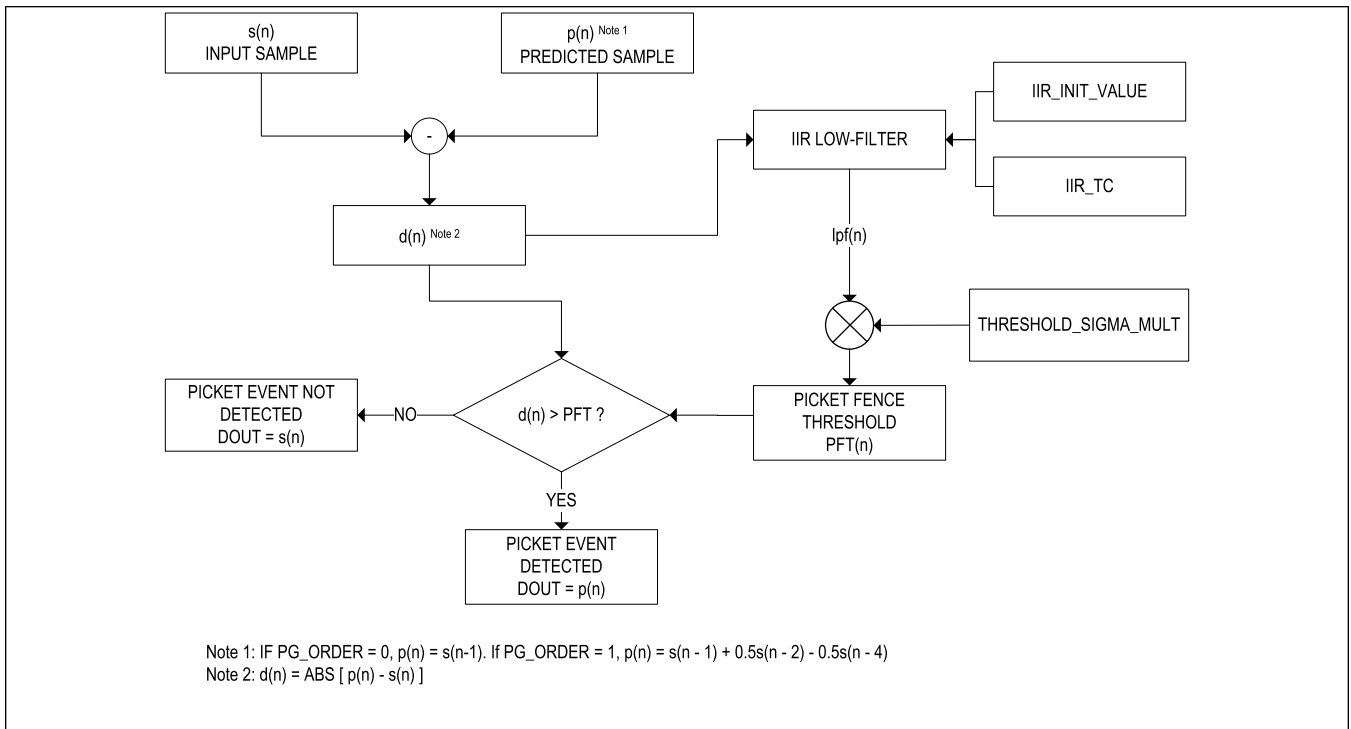 s(n)
INPUT SAMPLE
p(n) Note 1
PREDICTED SAMPLE
-
IIR_INIT_VALUE
IIR LOW-FILTER
IIR_TC
d(n) Note 2
lpf(n)
THRESHOLD_SIGMA_MULT
PICKET EVENT NOT
DETECTED
DOUT = s(n)
NO
d(n) > PFT ?
PICKET FENCE
THRESHOLD
PFT(n)
YES
PICKET EVENT
DETECTED
DOUT = p(n)
Note 1: IF PG_ORDER = 0, p(n) = s(n-1). If PG_ORDER = 1, p(n) = s(n - 1) + 0.5s(n - 2) - 0.5s(n - 4)
Note 2: d(n) = ABS [ p(n) - s(n) ]